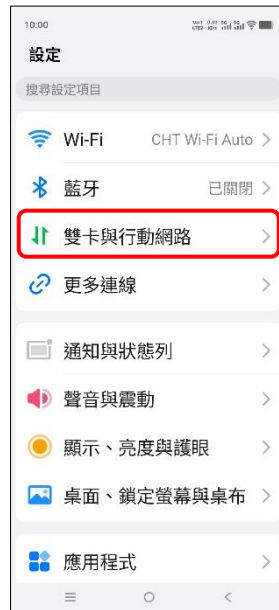 10:00
設定
搜尋設定項目
Wi-Fi CHT Wi-Fi Auto
藍牙 已關閉
雙卡與行動網路
更多連線
通知與狀態列
聲音與震動
顯示、亮度與護眼
桌面、鎖定螢幕與桌布
應用程式